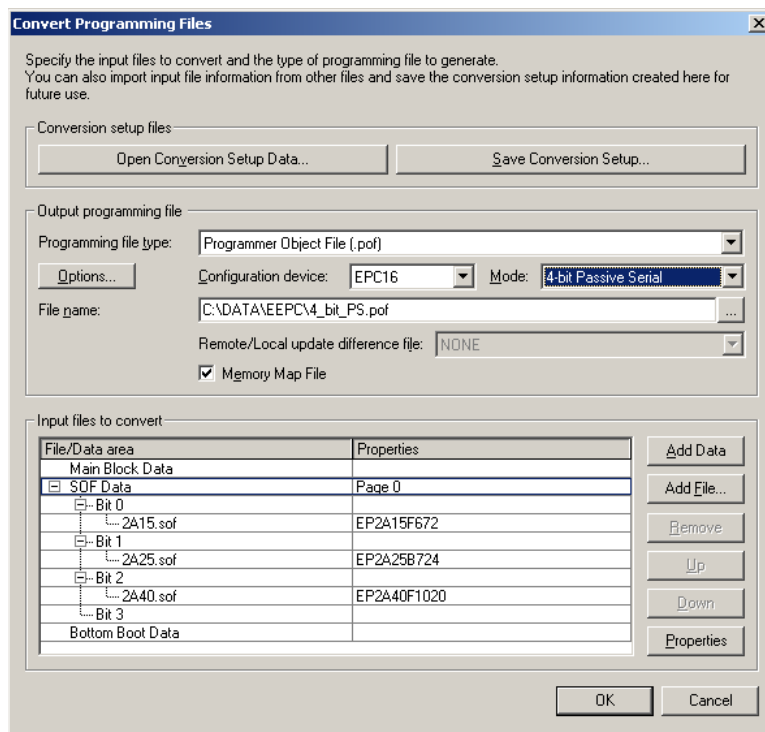 Convert Programming Files
Specify the input files to convert and the type of programming file to generate.
You can also import input file information from other files and save the conversion setup information created here for
future use.
Conversion setup files
Open Conversion Setup Data... Save Conversion Setup...
Output programming file
Programming file type: Programmer Object File (.pof)
Options... Configuration device: EPC16 Mode: 4-bit Passive Serial
File name: C:\DATA\EEPC\4_bit_PS.pof ...
Remote/Local update difference file: NONE
Memory Map File
Input files to convert
File/Data area Properties Add Data
Main Block Data
SOF Data Page 0 Add File...
Bit 0
2A15.sof EP2A15F672 Remove
Bit 1
2A25.sof EP2A25B724 Up
Bit 2
2A40.sof EP2A40F1020 Down
Bit 3
Bottom Boot Data Properties
OK Cancel